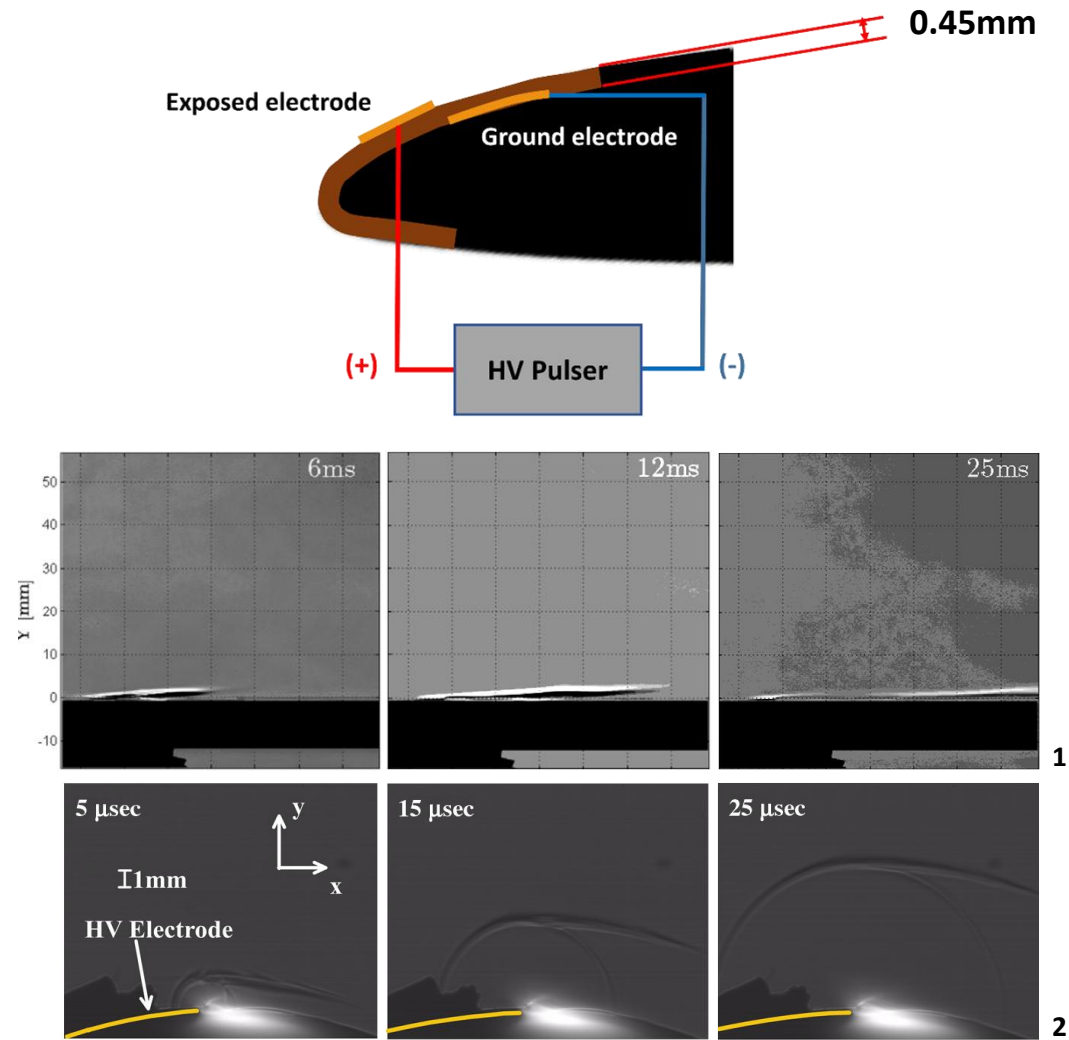 0.45mm
Exposed electrode
Ground electrode
(+)
HV Pulser
(-)
6ms
12ms
25ms
50
40
30
20
10
0
-10
Y [mm]
1
5 μsec
y
x
1mm
HV Electrode
15 μsec
25 μsec
2